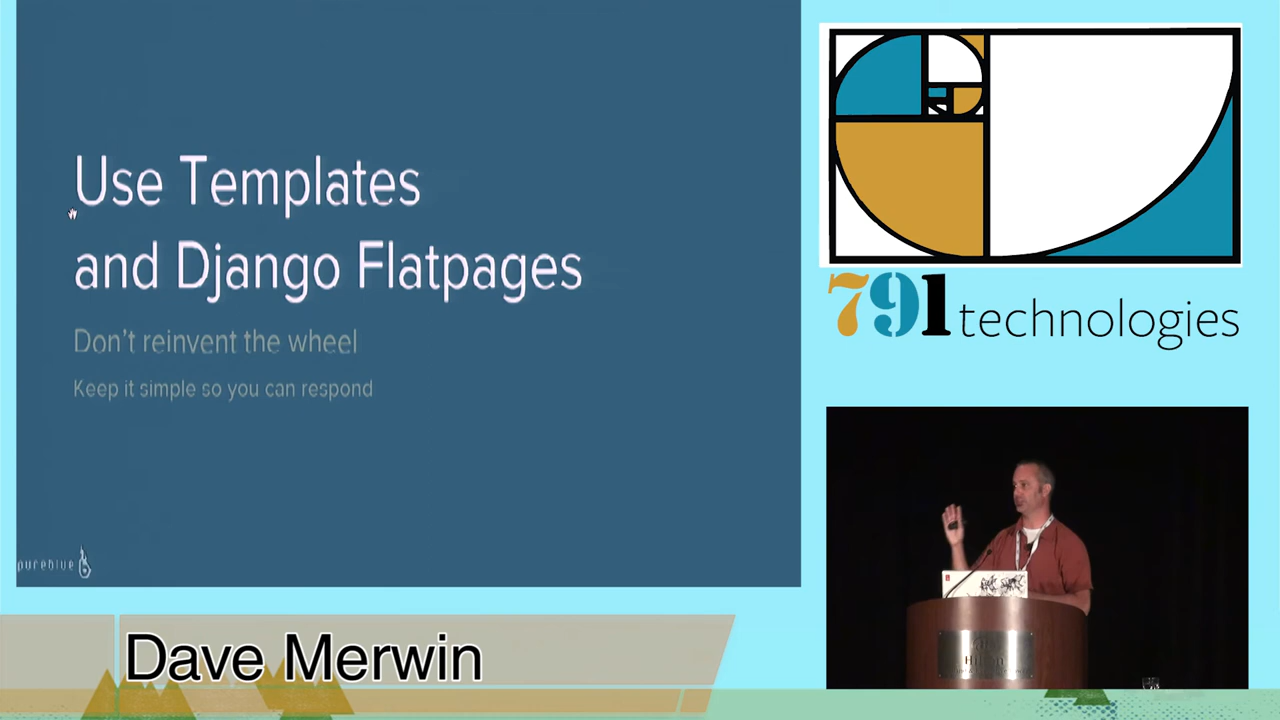 Use Templates
and Django Flatpages
Don't reinvent the wheel
Keep it simple so you can respond
pureblue
791 technologies
Dave Merwin